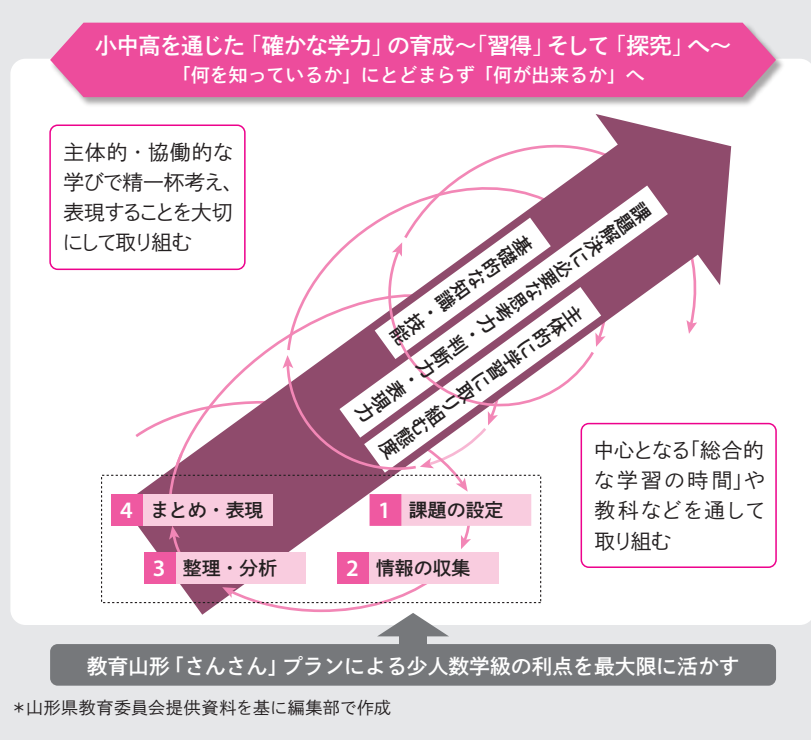 小中高を通じた「確かな学力」の育成~「習得」そして「探究」へ~
「何を知っているか」にとどまらず「何が出来るか」へ
主体的・協働的な
学びで精一杯考え、
表現することを大切
にして取り組む
基礎的な知識・技能
課題解決に必要な思考力・判断力・表現力
主体的に学習に取り組む態度
中心となる「総合的
な学習の時間」や
教科などを通して
取り組む
4 まとめ・表現
1 課題の設定
3 整理・分析
2 情報の収集
教育山形「さんさん」プランによる少人数学級の利点を最大限に活かす
*山形県教育委員会提供資料を基に編集部で作成